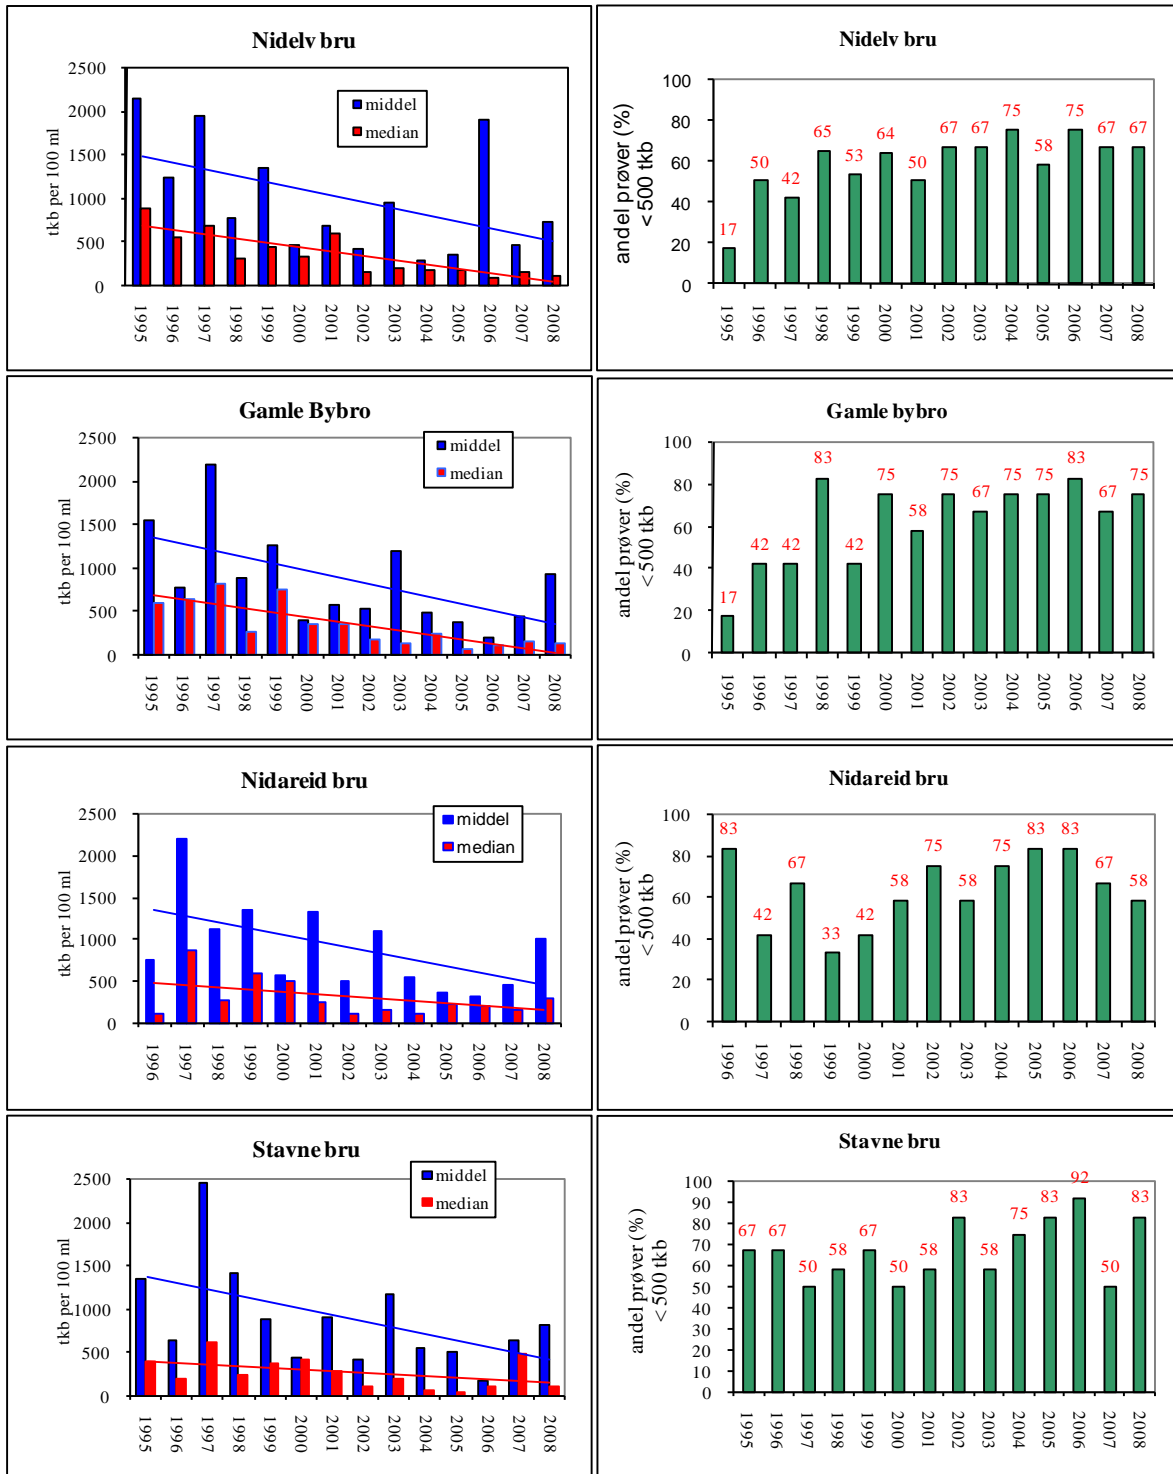 Nidelv bru
2500
2000
1500
1000
500
0
tkb per 100 ml
middel
median
1995 1996 1997 1998 1999 2000 2001 2002 2003 2004 2005 2006 2007 2008
Nidelv bru
100
80
60
40
20
0
andel prøver (%)
< 500 tkb
17 50 42 65 53 64 50 67 67 75 58 75 67 67
1995 1996 1997 1998 1999 2000 2001 2002 2003 2004 2005 2006 2007 2008
Gamle Bybro
2500
2000
1500
1000
500
0
tkb per 100 ml
middel
median
1995 1996 1997 1998 1999 2000 2001 2002 2003 2004 2005 2006 2007 2008
Gamle bybro
100
80
60
40
20
0
andel prøver (%)
< 500 tkb
17 42 42 83 42 75 58 75 67 75 75 83 67 75
1995 1996 1997 1998 1999 2000 2001 2002 2003 2004 2005 2006 2007 2008
Nidareid bru
2500
2000
1500
1000
500
0
tkb per 100 ml
middel
median
1996 1997 1998 1999 2000 2001 2002 2003 2004 2005 2006 2007 2008
Nidareid bru
100
80
60
40
20
0
andel prøver (%)
< 500 tkb
83 42 67 33 42 58 75 58 75 83 83 67 58
1996 1997 1998 1999 2000 2001 2002 2003 2004 2005 2006 2007 2008
Stavne bru
2500
2000
1500
1000
500
0
tkb per 100 ml
middel
median
1995 1996 1997 1998 1999 2000 2001 2002 2003 2004 2005 2006 2007 2008
Stavne bru
100
90
80
70
60
50
40
30
20
10
0
andel prøver (%)
< 500 tkb
67 67 50 58 67 50 58 83 58 75 83 92 50 83
1995 1996 1997 1998 1999 2000 2001 2002 2003 2004 2005 2006 2007 2008